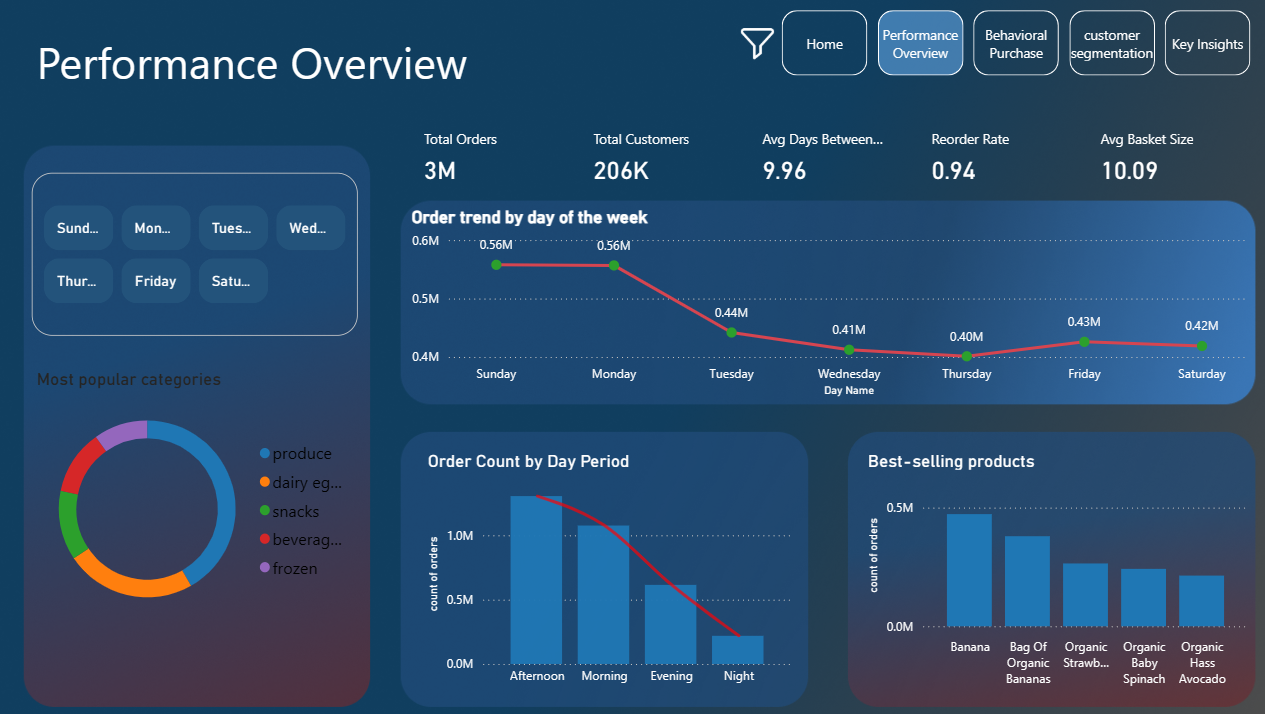 Performance Overview
Home
Performance
Overview
Behavioral
Purchase
customer
segmentation
Key Insights
Total Orders
3M
Total Customers
206K
Avg Days Between...
9.96
Reorder Rate
0.94
Avg Basket Size
10.09
Sund...
Mon...
Tues...
Wed...
Thur...
Friday
Satu...
Most popular categories
produce
dairy eg...
snacks
beverag...
frozen
Order trend by day of the week
0.6M
0.5M
0.4M
0.56M
0.56M
0.44M
0.41M
0.40M
0.43M
0.42M
Sunday
Monday
Tuesday
Wednesday
Thursday
Friday
Saturday
Day Name
Order Count by Day Period
count of orders
1.0M
0.5M
0.0M
Afternoon
Morning
Evening
Night
Best-selling products
count of orders
0.5M
0.0M
Banana
Bag Of
Organic
Bananas
Organic
Strawb...
Organic
Baby
Spinach
Organic
Hass
Avocado